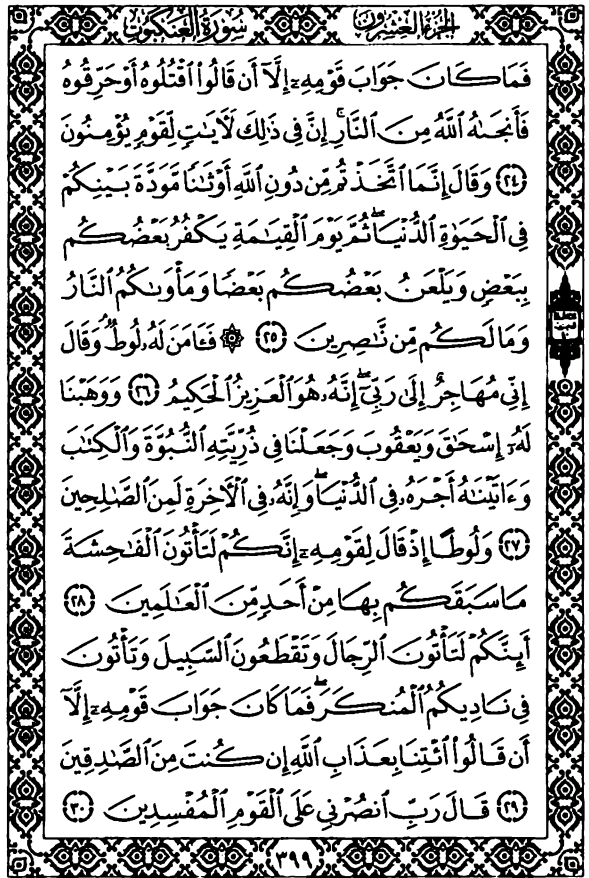 الجزء العشرون
سورة العنكبوت
فَمَا كَانَ جَوَابَ قَوْمِهِۦٓ إِلَّآ أَن قَالُوا۟ ٱقْتُلُوهُ أَوْ حَرِّقُوهُ
فَأَنجَىٰهُ ٱللَّهُ مِنَ ٱلنَّارِ ۚ إِنَّ فِى ذَٰلِكَ لَءَايَٰتٍ لِّقَوْمٍ يُؤْمِنُونَ
﴿٢٤﴾ وَقَالَ إِنَّمَا ٱتَّخَذْتُم مِّن دُونِ ٱللَّهِ أَوْثَٰنًا مَّوَدَّةَ بَيْنِكُمْ
فِى ٱلْحَيَوٰةِ ٱلدُّنْيَا ۖ ثُمَّ يَوْمَ ٱلْقِيَٰمَةِ يَكْفُرُ بَعْضُكُم
بِبَعْضٍ وَيَلْعَنُ بَعْضُكُم بَعْضًا وَمَأْوَىٰكُمُ ٱلنَّارُ
وَمَا لَكُم مِّن نَّٰصِرِينَ ﴿٢٥﴾ ۞ فَـَٔامَنَ لَهُۥ لُوطٌ ۘ وَقَالَ
إِنِّى مُهَاجِرٌ إِلَىٰ رَبِّىٓ ۖ إِنَّهُۥ هُوَ ٱلْعَزِيزُ ٱلْحَكِيمُ ﴿٢٦﴾ وَوَهَبْنَا
لَهُۥٓ إِسْحَٰقَ وَيَعْقُوبَ وَجَعَلْنَا فِى ذُرِّيَّتِهِ ٱلنُّبُوَّةَ وَٱلْكِتَٰبَ
وَءَاتَيْنَٰهُ أَجْرَهُۥ فِى ٱلدُّنْيَا ۖ وَإِنَّهُۥ فِى ٱلْءَاخِرَةِ لَمِنَ ٱلصَّٰلِحِينَ
﴿٢٧﴾ وَلُوطًا إِذْ قَالَ لِقَوْمِهِۦٓ إِنَّكُمْ لَتَأْتُونَ ٱلْفَٰحِشَةَ
مَا سَبَقَكُم بِهَا مِنْ أَحَدٍ مِّنَ ٱلْعَٰلَمِينَ ﴿٢٨﴾
أَئِنَّكُمْ لَتَأْتُونَ ٱلرِّجَالَ وَتَقْطَعُونَ ٱلسَّبِيلَ وَتَأْتُونَ
فِى نَادِيكُمُ ٱلْمُنكَرَ ۖ فَمَا كَانَ جَوَابَ قَوْمِهِۦٓ إِلَّآ
أَن قَالُوا۟ ٱئْتِنَا بِعَذَابِ ٱللَّهِ إِن كُنتَ مِنَ ٱلصَّٰدِقِينَ
﴿٢٩﴾ قَالَ رَبِّ ٱنصُرْنِى عَلَى ٱلْقَوْمِ ٱلْمُفْسِدِينَ ﴿٣٠﴾
٣٩٩